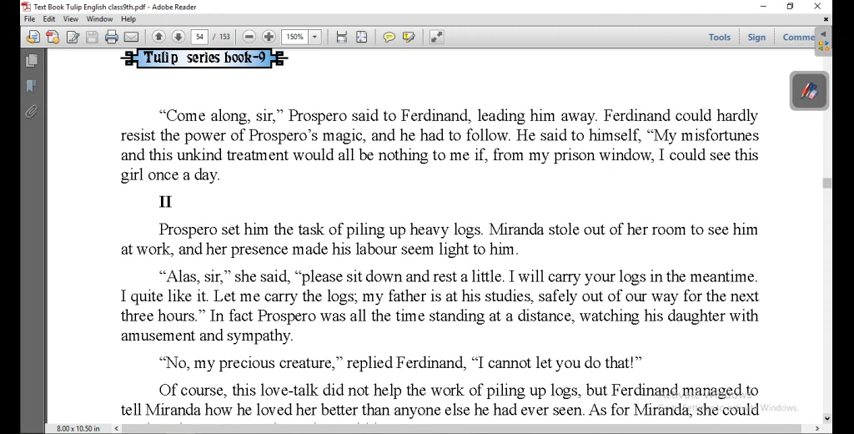 Text Book Tulip English class9th.pdf - Adobe Reader
File Edit View Window Help
54 / 153 150% Tools Sign Comme
Tulip series book-9
“Come along, sir,” Prospero said to Ferdinand, leading him away. Ferdinand could hardly
resist the power of Prospero’s magic, and he had to follow. He said to himself, “My misfortunes
and this unkind treatment would all be nothing to me if, from my prison window, I could see this
girl once a day.
II
Prospero set him the task of piling up heavy logs. Miranda stole out of her room to see him
at work, and her presence made his labour seem light to him.
“Alas, sir,” she said, “please sit down and rest a little. I will carry your logs in the meantime.
I quite like it. Let me carry the logs; my father is at his studies, safely out of our way for the next
three hours.” In fact Prospero was all the time standing at a distance, watching his daughter with
amusement and sympathy.
“No, my precious creature,” replied Ferdinand, “I cannot let you do that!”
Of course, this love-talk did not help the work of piling up logs, but Ferdinand managed to
tell Miranda how he loved her better than anyone else he had ever seen. As for Miranda, she could
8.00 x 10.50 in